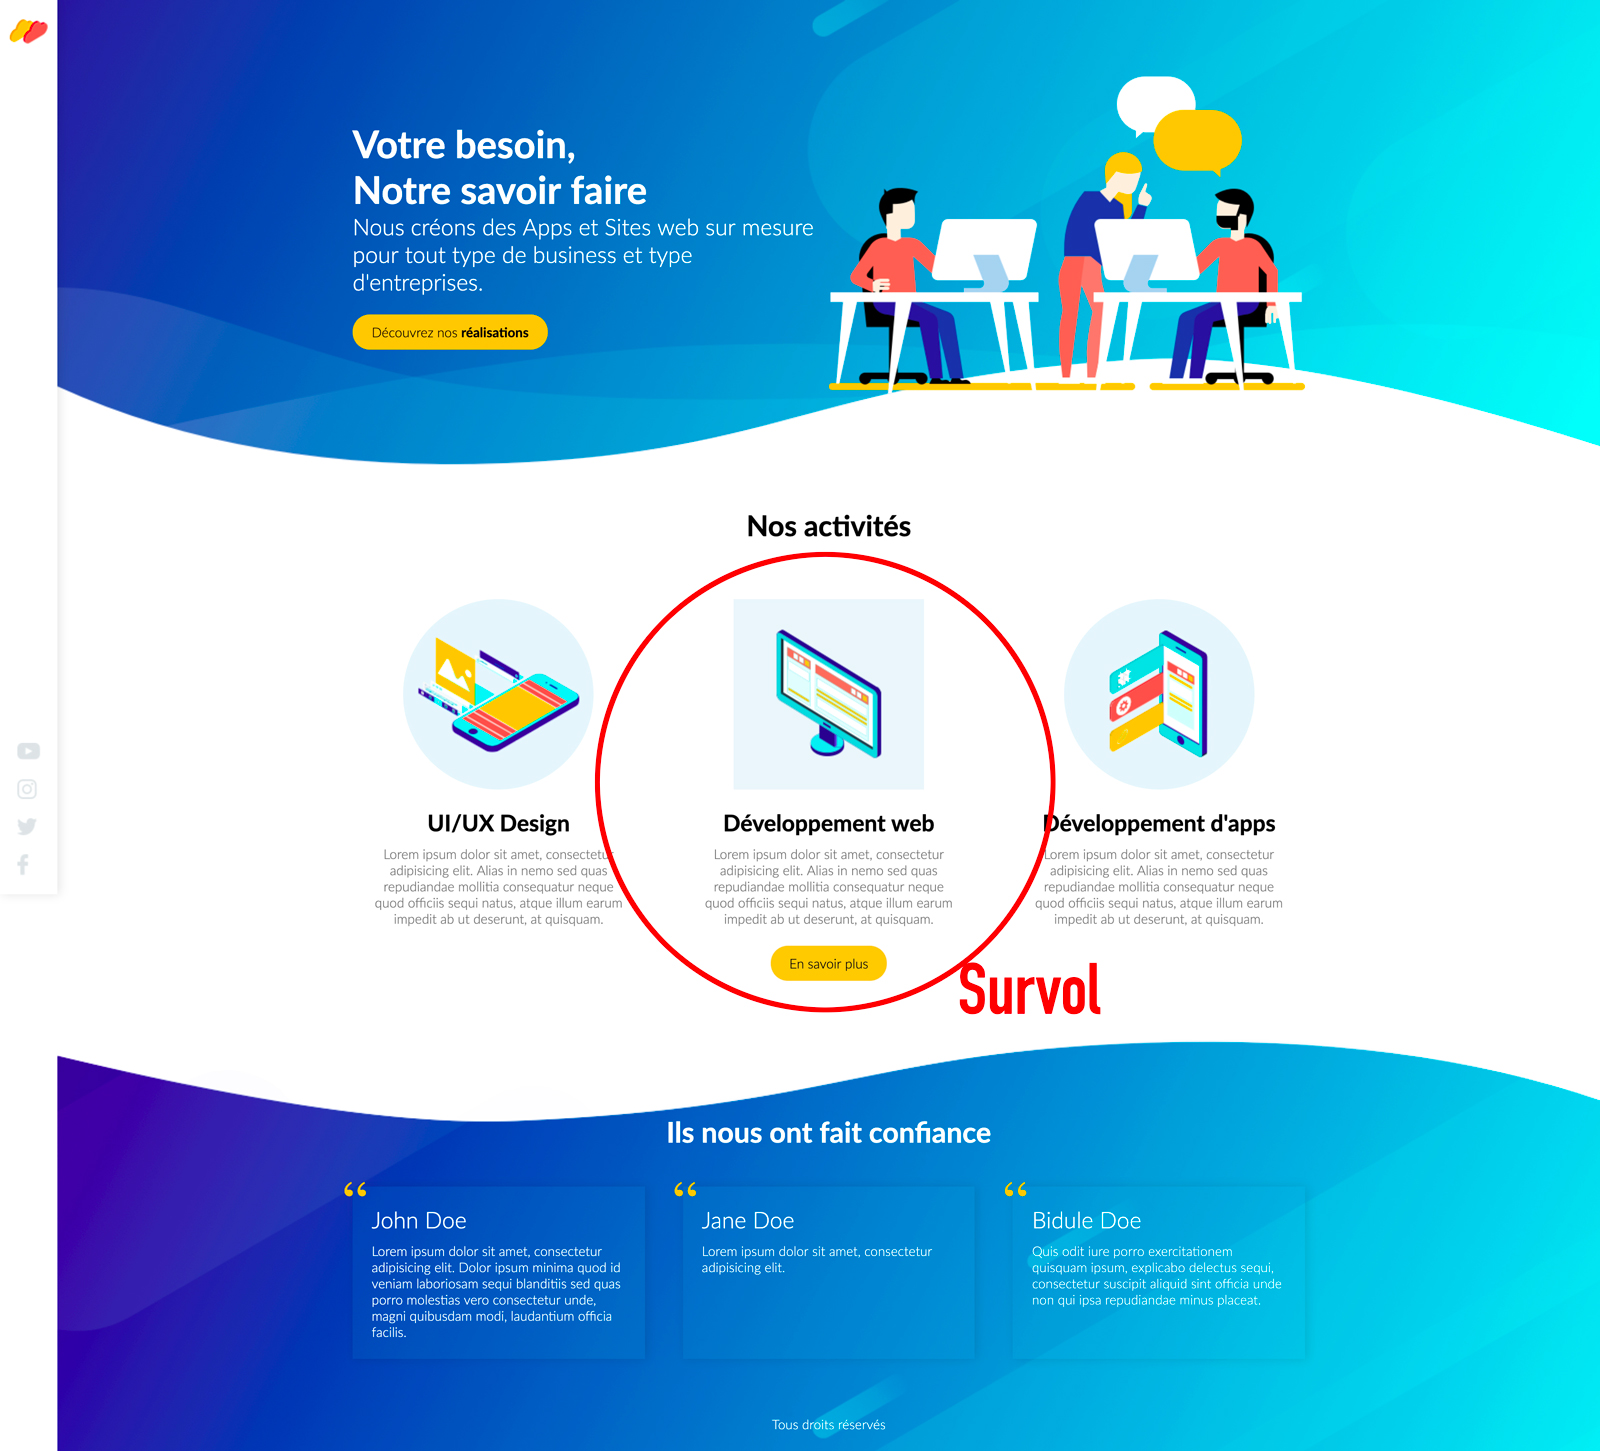 Votre besoin,
Notre savoir faire
Nous créons des Apps et Sites web sur mesure
pour tout type de business et type
d'entreprises.
Découvrez nos réalisations
Nos activités
UI/UX Design
Lorem ipsum dolor sit amet, consectetur
adipisicing elit. Alias in nemo sed quas
repudiandae mollitia consequatur neque
quod officiis sequi natus, atque illum earum
impedit ab ut deserunt, at quisquam.
Développement web
Lorem ipsum dolor sit amet, consectetur
adipisicing elit. Alias in nemo sed quas
repudiandae mollitia consequatur neque
quod officiis sequi natus, atque illum earum
impedit ab ut deserunt, at quisquam.
En savoir plus
Développement d'apps
Lorem ipsum dolor sit amet, consectetur
adipisicing elit. Alias in nemo sed quas
repudiandae mollitia consequatur neque
quod officiis sequi natus, atque illum earum
impedit ab ut deserunt, at quisquam.
Survol
Ils nous ont fait confiance
“
John Doe
Lorem ipsum dolor sit amet, consectetur
adipisicing elit. Dolor ipsum minima quod id
veniam laboriosam sequi blanditiis sed quas
porro molestias vero consectetur unde,
magni quibusdam modi, laudantium officia
facilis.
“
Jane Doe
Lorem ipsum dolor sit amet, consectetur
adipisicing elit.
“
Bidule Doe
Quis odit iure porro exercitationem
quisquam ipsum, explicabo delectus sequi,
consectetur suscipit aliquid sint officia unde
non qui ipsa repudiandae minus placeat.
Tous droits réservés